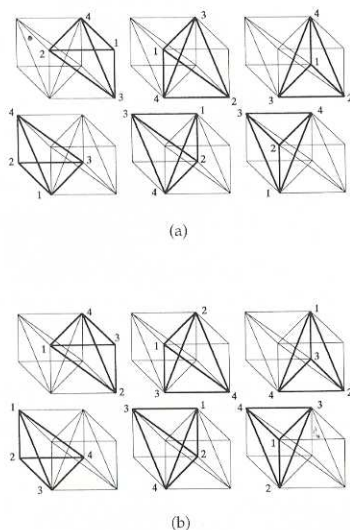 4 3 4
2 1 1 1
3 4 2 3 2
4 3 1 3 4
2 3 2 2
1 4 1
(a)
4 2 1
1 3 1 3
2 3 4 4 2
1 3 1 4 3
2 4 2 1
3 4 2
(b)